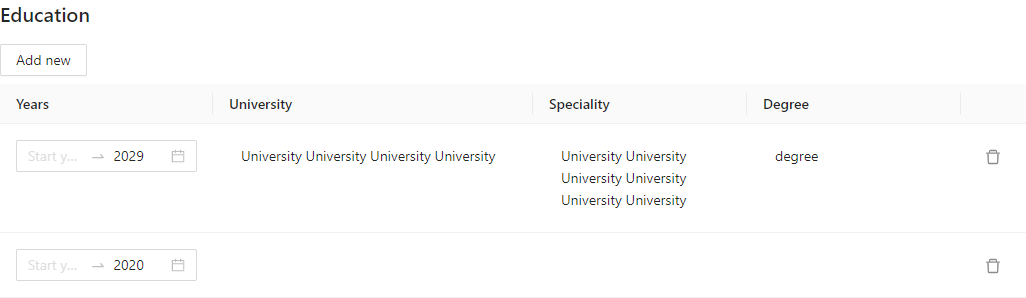 Education
Add new
Years University Speciality Degree
Start y... 2029 University University University University University University degree
University University
University University
Start y... 2020